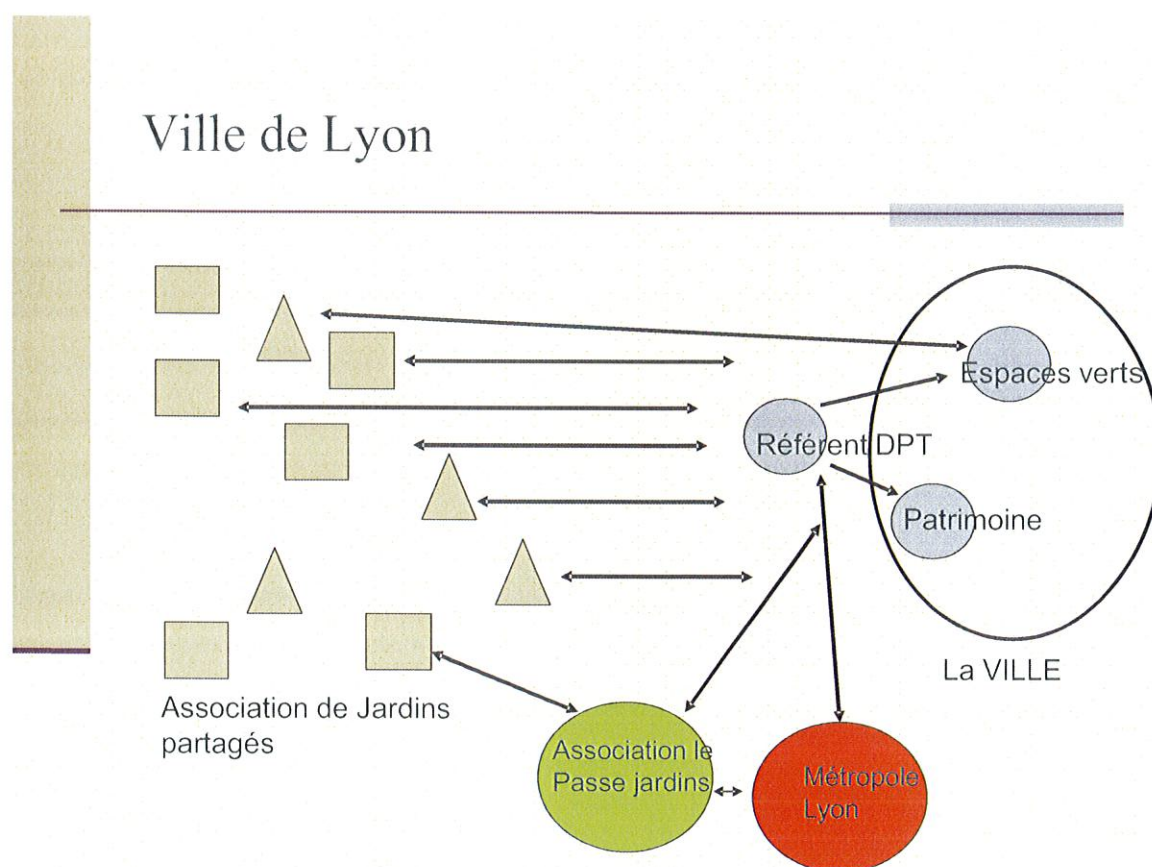 Ville de Lyon
Espaces verts
Référent DPT
Patrimoine
La VILLE
Association de Jardins
partagés
Association le
Passe jardins
Métropole
Lyon